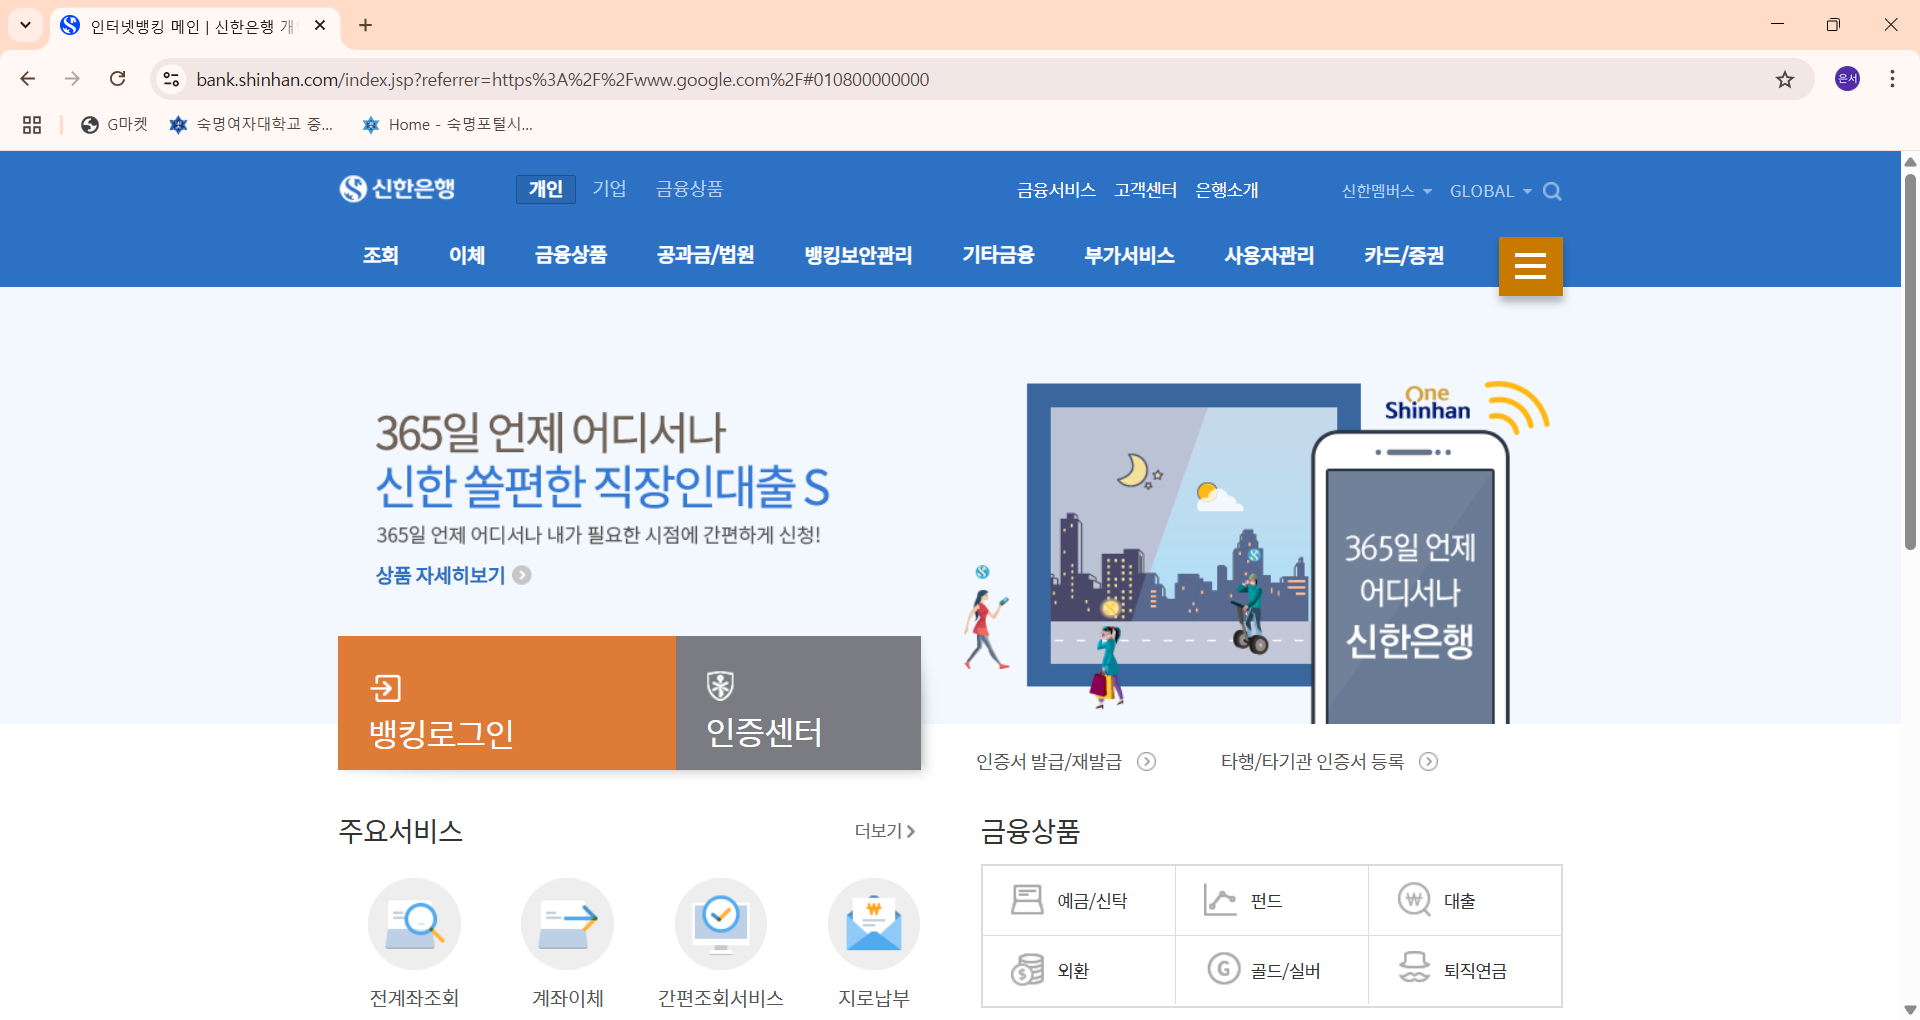 인터넷뱅킹 메인 | 신한은행 개인
bank.shinhan.com/index.jsp?referrer=https%3A%2F%2Fwww.google.com%2F#010800000000
은서
G마켓
숙명여자대학교 중...
Home - 숙명포털시...
신한은행
개인
기업
금융상품
금융서비스
고객센터
은행소개
신한멤버스
GLOBAL
조회
이체
금융상품
공과금/법원
뱅킹보안관리
기타금융
부가서비스
사용자관리
카드/증권
365일 언제 어디서나
신한 쏠편한 직장인대출 S
365일 언제 어디서나 내가 필요한 시점에 간편하게 신청!
상품 자세히보기
One
Shinhan
365일 언제
어디서나
신한은행
뱅킹로그인
인증센터
인증서 발급/재발급
타행/타기관 인증서 등록
주요서비스
더보기
전계좌조회
계좌이체
간편조회서비스
지로납부
금융상품
예금/신탁
펀드
대출
외환
골드/실버
퇴직연금